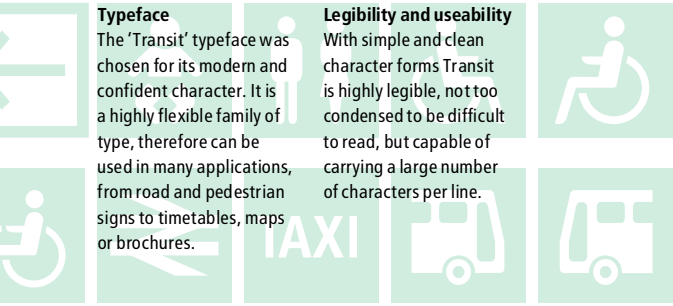 Typeface
The ‘Transit’ typeface was
chosen for its modern and
confident character. It is
a highly flexible family of
type, therefore can be
used in many applications,
from road and pedestrian
signs to timetables, maps
or brochures.
Legibility and useability
With simple and clean
character forms Transit
is highly legible, not too
condensed to be difficult
to read, but capable of
carrying a large number
of characters per line.
TAXI